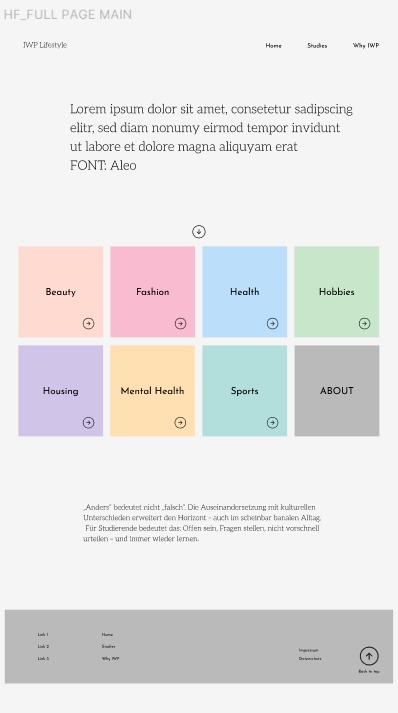 HF_FULL PAGE MAIN
IWP Lifestyle
Home Studies Why IWP
Lorem ipsum dolor sit amet, consetetur sadipscing
elitr, sed diam nonumy eirmod tempor invidunt
ut labore et dolore magna aliquyam erat
FONT: Aleo
Beauty
Fashion
Health
Hobbies
Housing
Mental Health
Sports
ABOUT
„Anders“ bedeutet nicht „falsch“. Die Auseinandersetzung mit kulturellen
Unterschieden erweitert den Horizont – auch im scheinbar banalen Alltag.
Für Studierende bedeutet das: Offen sein, Fragen stellen, nicht vorschnell
urteilen – und immer wieder lernen.
Link 1
Link 2
Link 3
Home
Studies
Why IWP
Impressum
Datenschutz
Back to top